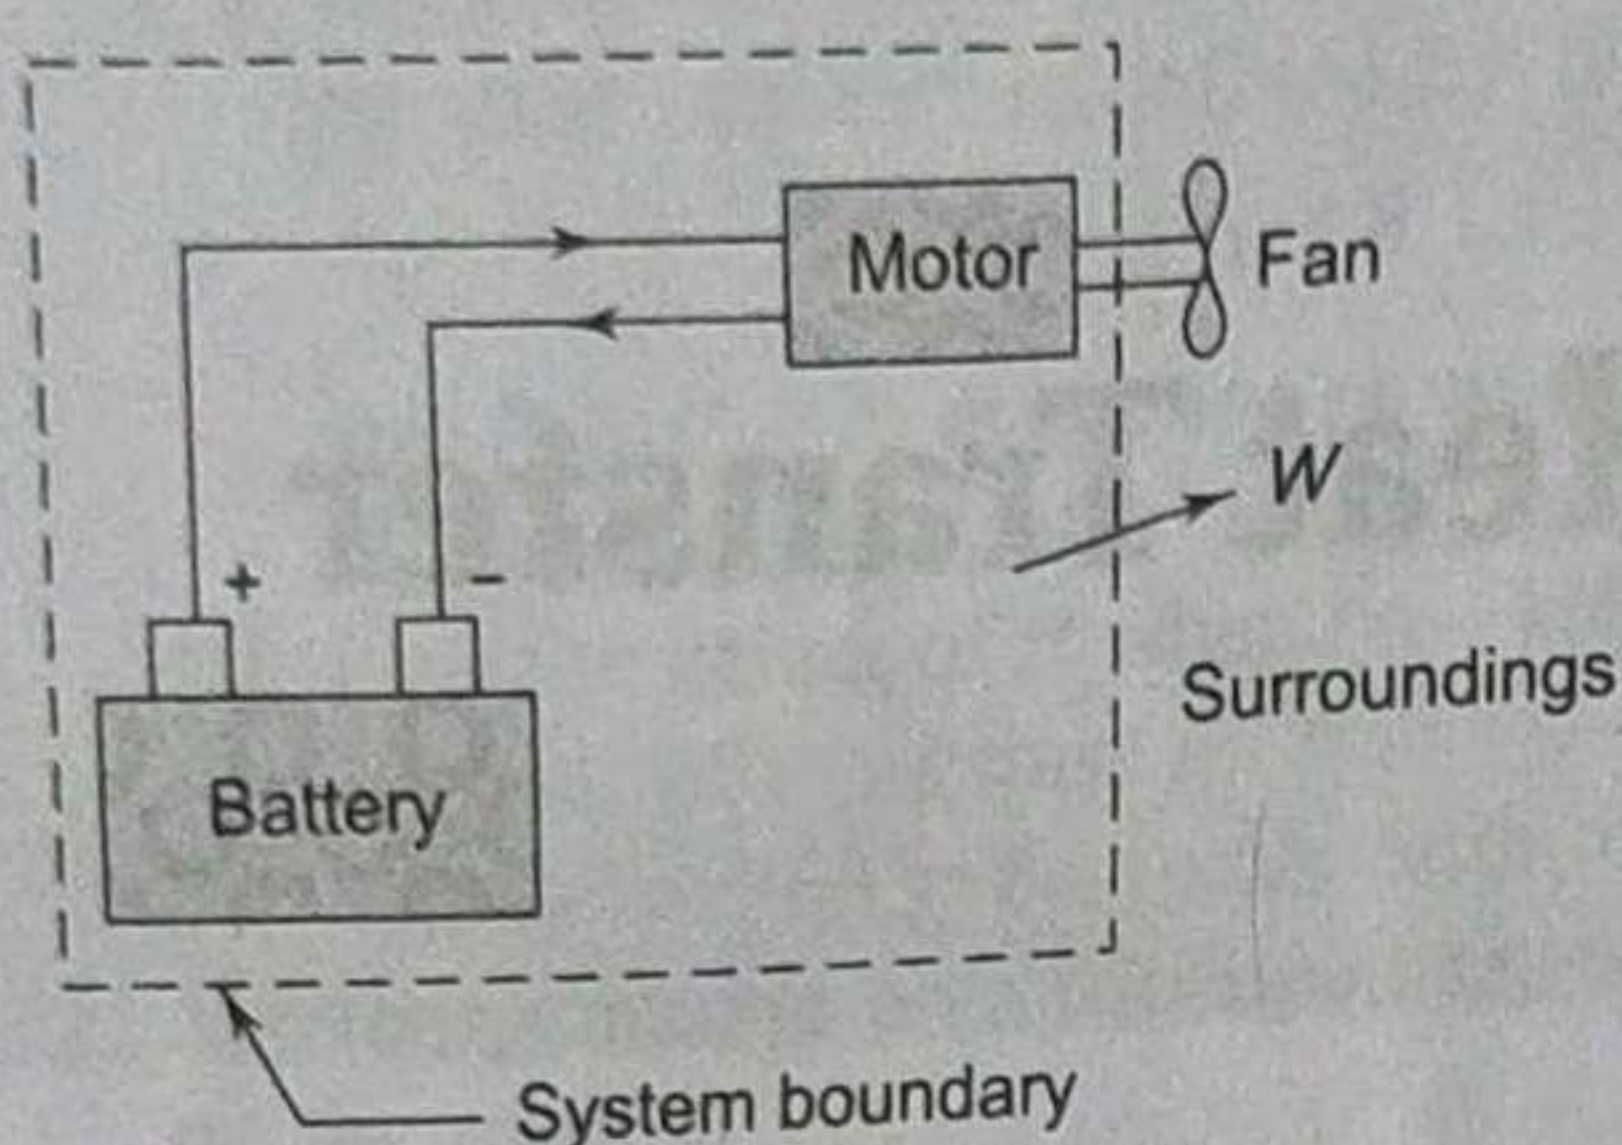 Motor
Fan
W
+ −
Surroundings
Battery
System boundary